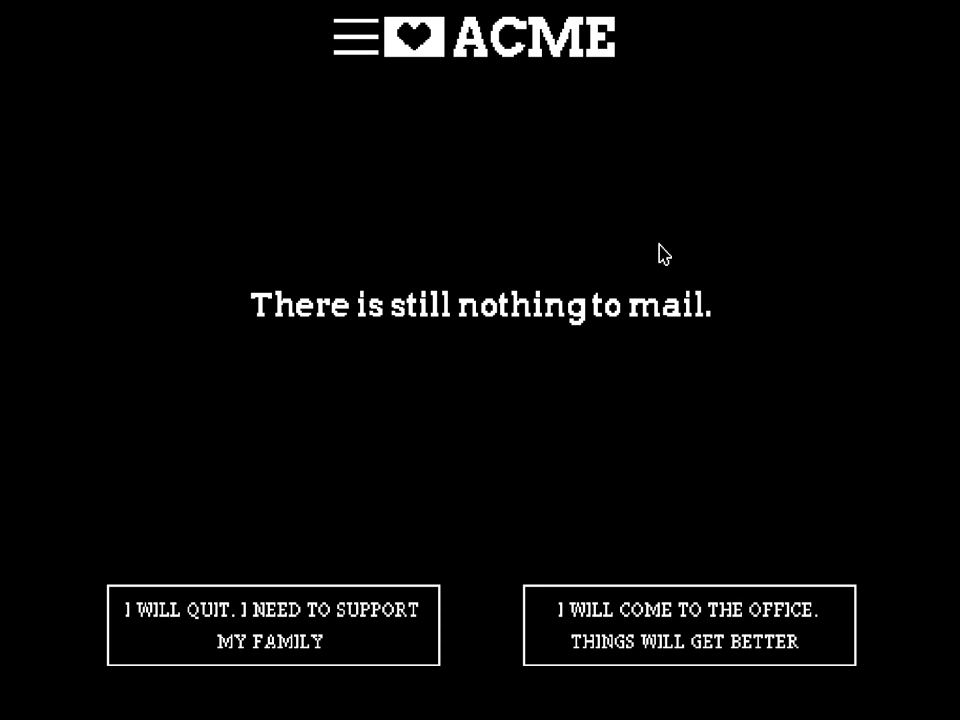 ACME
There is still nothing to mail.
I WILL QUIT. I NEED TO SUPPORT
MY FAMILY
I WILL COME TO THE OFFICE.
THINGS WILL GET BETTER